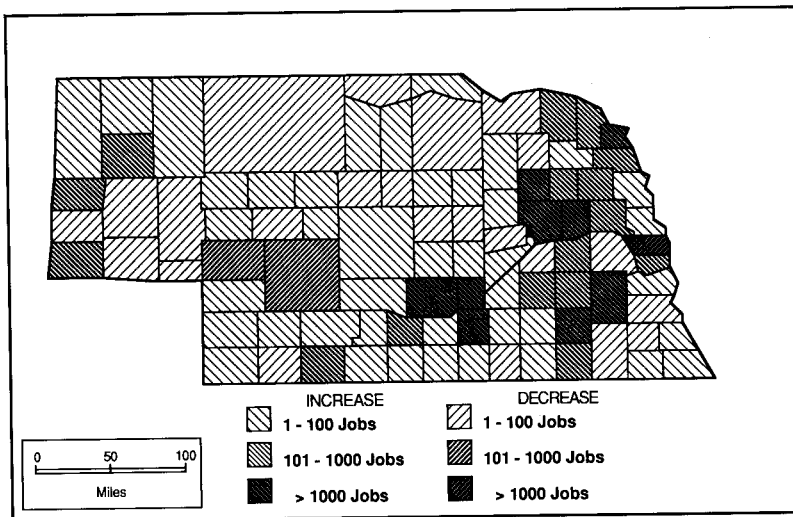 INCREASE DECREASE
1 - 100 Jobs 1 - 100 Jobs
101 - 1000 Jobs 101 - 1000 Jobs
> 1000 Jobs > 1000 Jobs
0 50 100
Miles